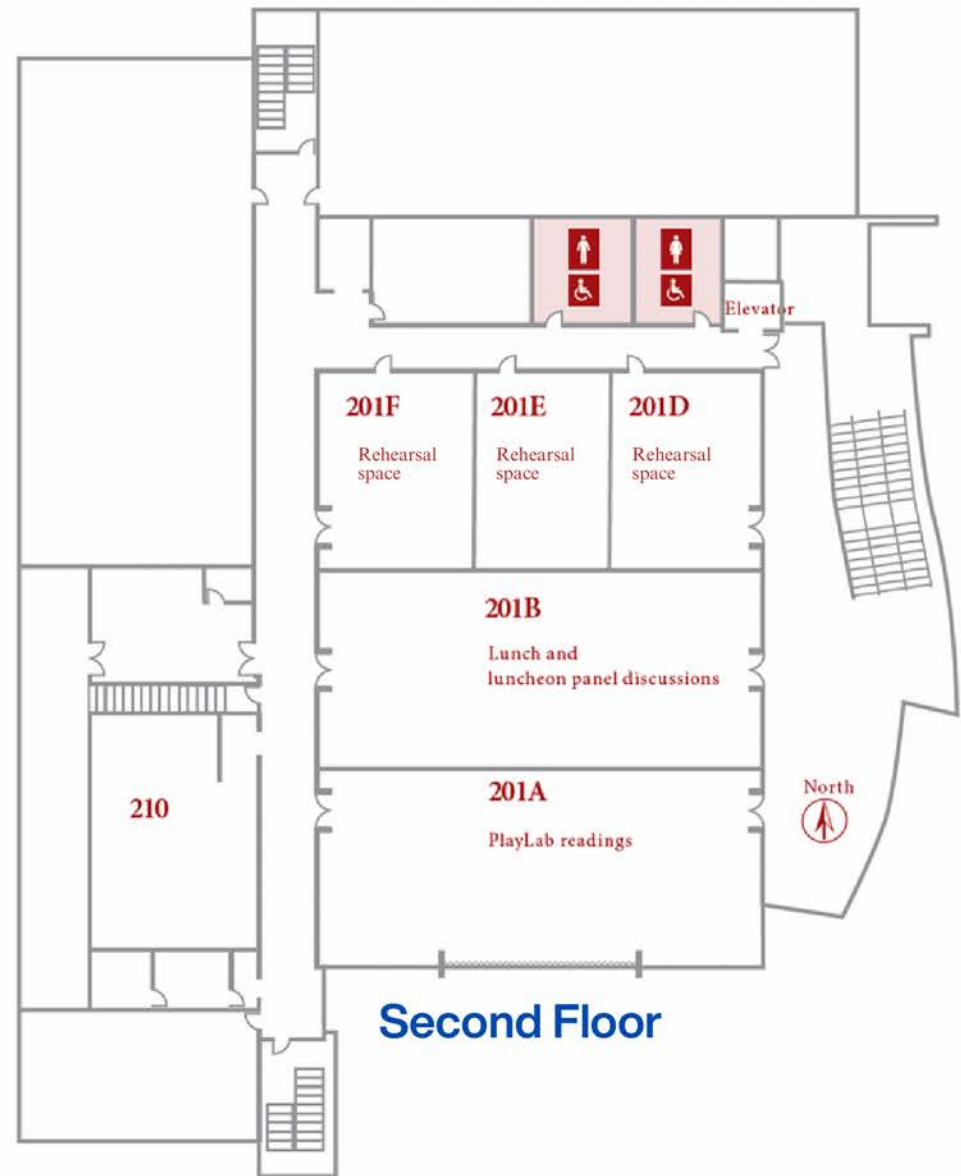 Elevator
201F
Rehearsal
space
201E
Rehearsal
space
201D
Rehearsal
space
201B
Lunch and
luncheon panel discussions
210
201A
PlayLab readings
North
Second Floor